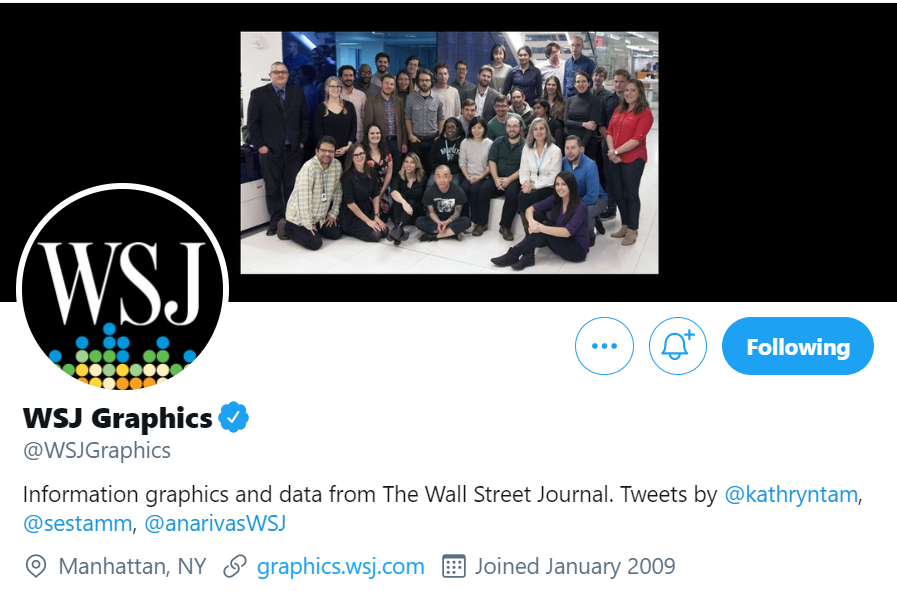 WSJ
Following
WSJ Graphics
@WSJGraphics
Information graphics and data from The Wall Street Journal. Tweets by @kathryntam,
@sestamm, @anarivasWSJ
Manhattan, NY graphics.wsj.com Joined January 2009